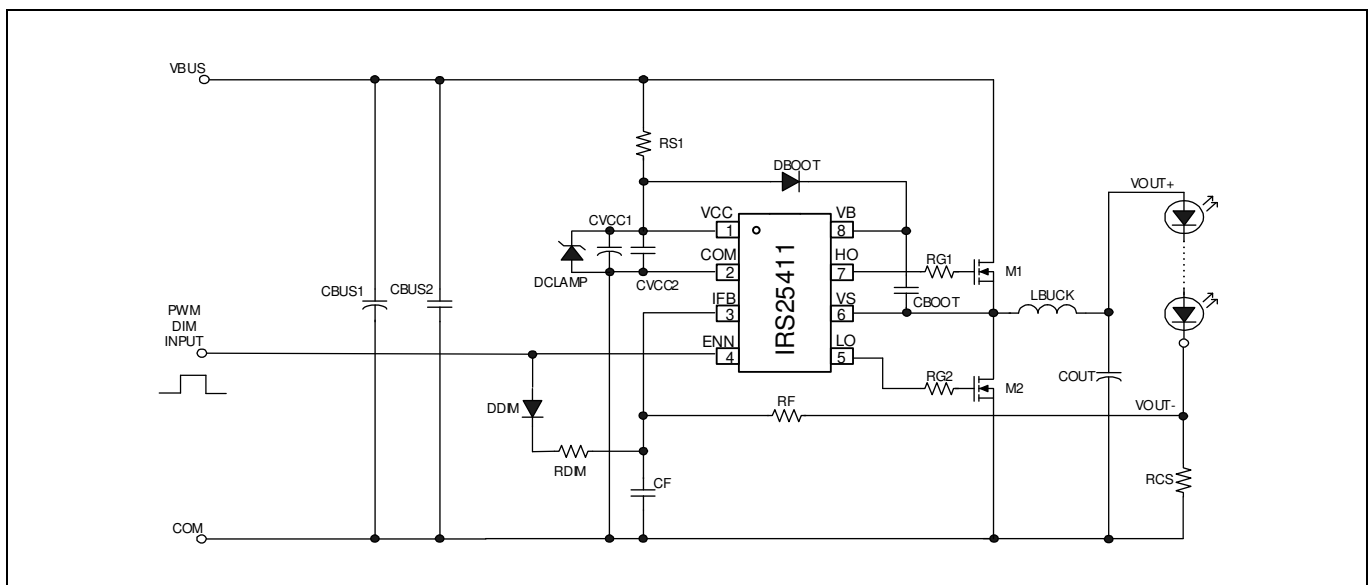 VBUS
RS1
DBOOT
VOUT+
CVCC1
VCC
VB
1
8
COM
HO
RG1
M1
2
7
DCLAMP
CVCC2
LBUCK
CBUS1
CBUS2
IFB
VS
CBOOT
3
6
PWM
DIM
INPUT
ENN
LO
4
5
IRS25411
RG2
M2
COUT
DDIM
RF
VOUT-
RDIM
CF
RCS
COM